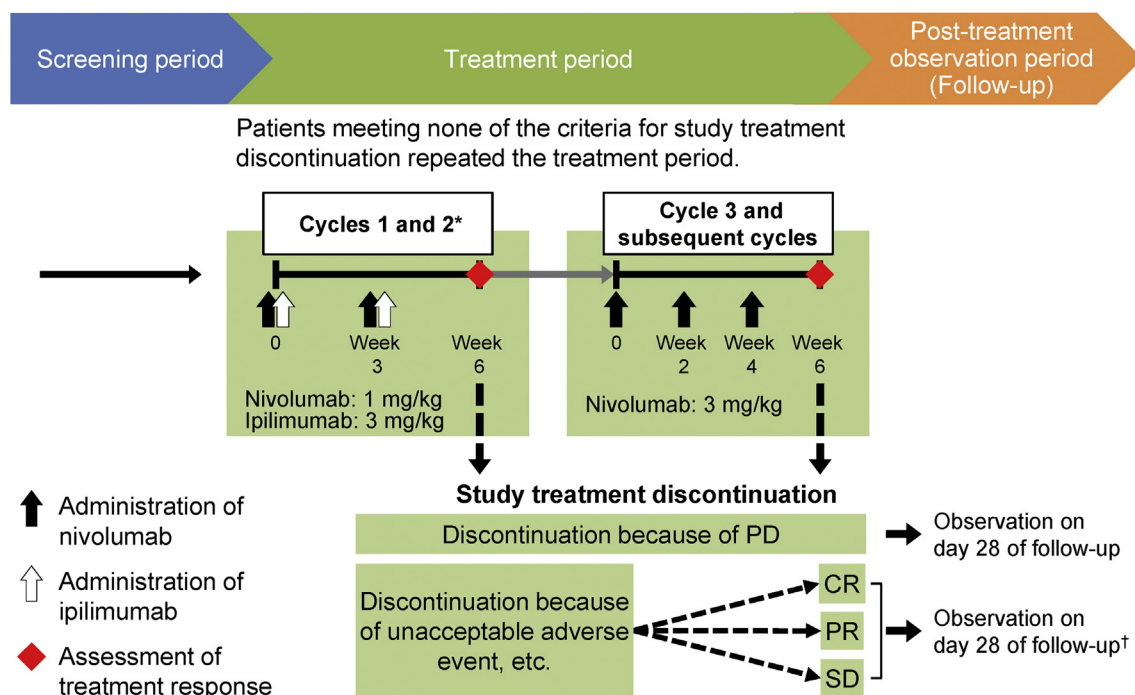 Screening period
Treatment period
Post-treatment
observation period
(Follow-up)
Patients meeting none of the criteria for study treatment
discontinuation repeated the treatment period.
Cycles 1 and 2*
0
Week
3
Week
6
Nivolumab: 1 mg/kg
Ipilimumab: 3 mg/kg
Cycle 3 and
subsequent cycles
0
Week
2
Week
4
Week
6
Nivolumab: 3 mg/kg
Study treatment discontinuation
Discontinuation because of PD
Observation on
day 28 of follow-up
Discontinuation because
of unacceptable adverse
event, etc.
CR
PR
SD
Observation on
day 28 of follow-up†
Administration of
nivolumab
Administration of
ipilimumab
Assessment of
treatment response